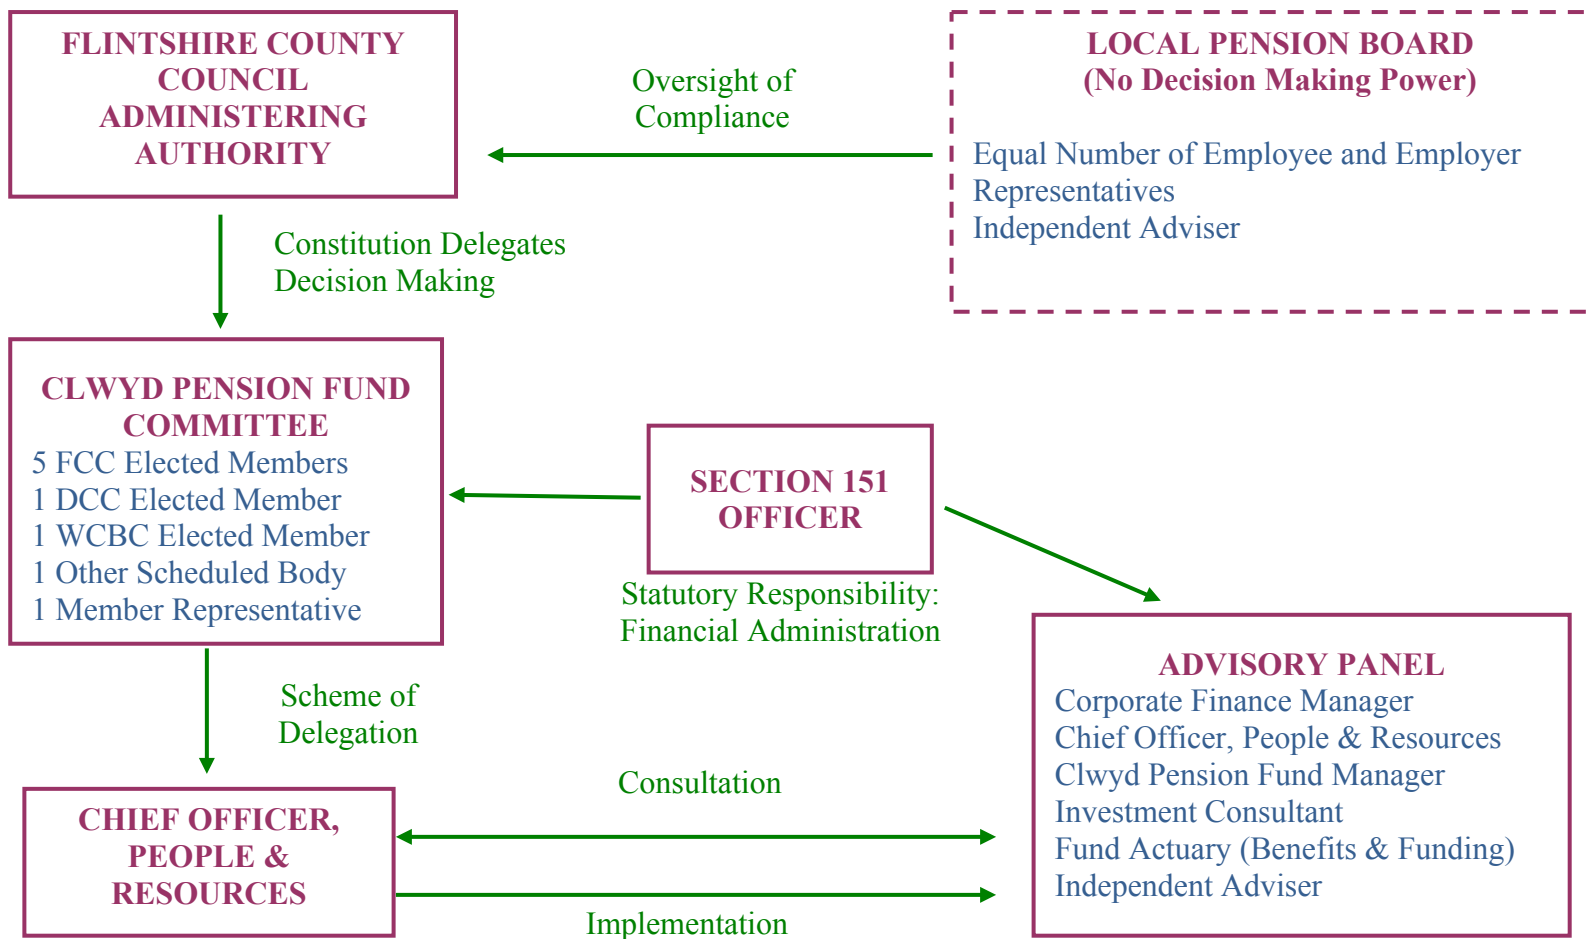 FLINTSHIRE COUNTY
COUNCIL
ADMINISTERING
AUTHORITY
Oversight of
Compliance
LOCAL PENSION BOARD
(No Decision Making Power)
Equal Number of Employee and Employer
Representatives
Independent Adviser
Constitution Delegates
Decision Making
CLWYD PENSION FUND
COMMITTEE
5 FCC Elected Members
1 DCC Elected Member
1 WCBC Elected Member
1 Other Scheduled Body
1 Member Representative
SECTION 151
OFFICER
Statutory Responsibility:
Financial Administration
Scheme of
Delegation
ADVISORY PANEL
Corporate Finance Manager
Chief Officer, People & Resources
Clwyd Pension Fund Manager
Investment Consultant
Fund Actuary (Benefits & Funding)
Independent Adviser
CHIEF OFFICER,
PEOPLE &
RESOURCES
Consultation
Implementation